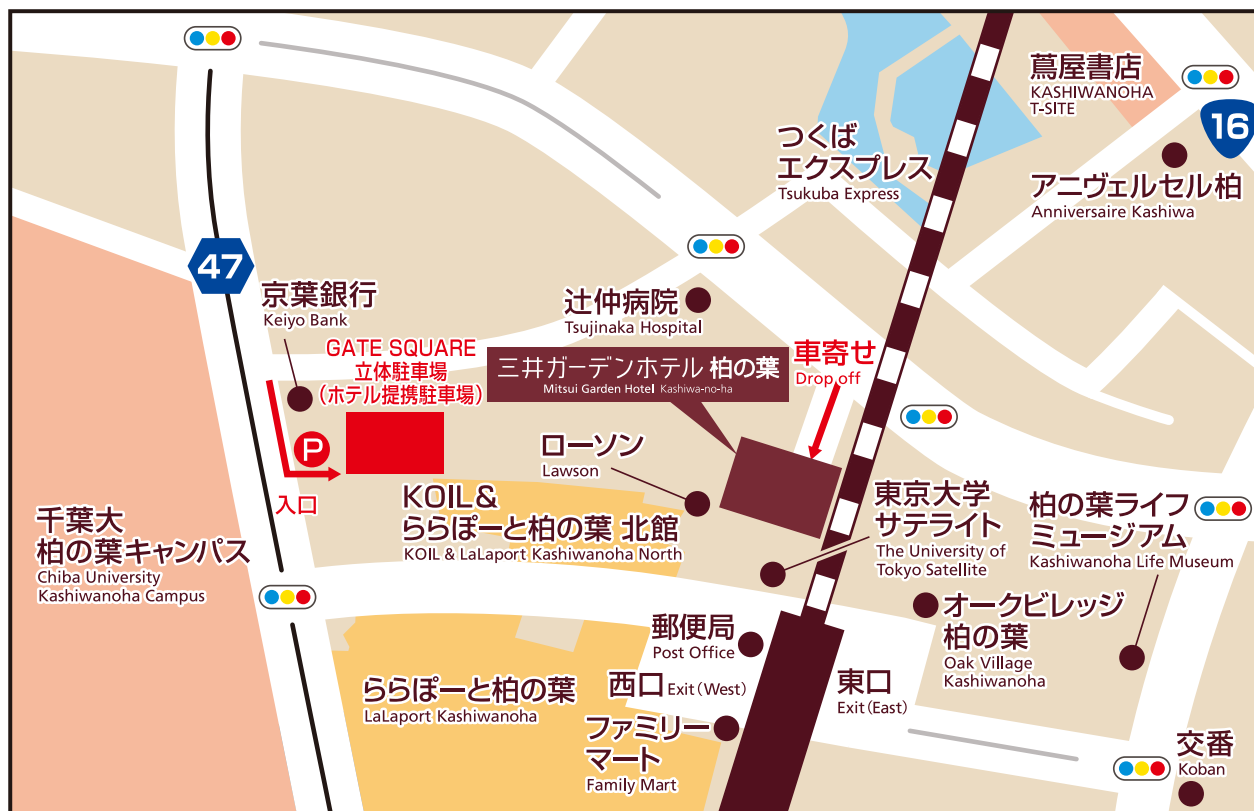 蔦屋書店
KASHIWANOHA
T-SITE
16
つくば
エクスプレス
Tsukuba Express
アニヴェルセル柏
Anniversaire Kashiwa
47
京葉銀行
Keiyo Bank
辻仲病院
Tsujinaka Hospital
GATE SQUARE
立体駐車場
(ホテル提携駐車場)
三井ガーデンホテル 柏の葉
Mitsui Garden Hotel Kashiwa-no-ha
車寄せ
Drop off
P
入口
ローソン
Lawson
KOIL&
ららぽーと柏の葉 北館
KOIL & LaLaport Kashiwanoha North
東京大学
サテライト
The University of
Tokyo Satellite
柏の葉ライフ
ミュージアム
Kashiwanoha Life Museum
千葉大
柏の葉キャンパス
Chiba University
Kashiwanoha Campus
オークビレッジ
柏の葉
Oak Village
Kashiwanoha
郵便局
Post Office
西口 Exit (West)
東口
Exit (East)
ららぽーと柏の葉
LaLaport Kashiwanoha
ファミリー
マート
Family Mart
交番
Koban